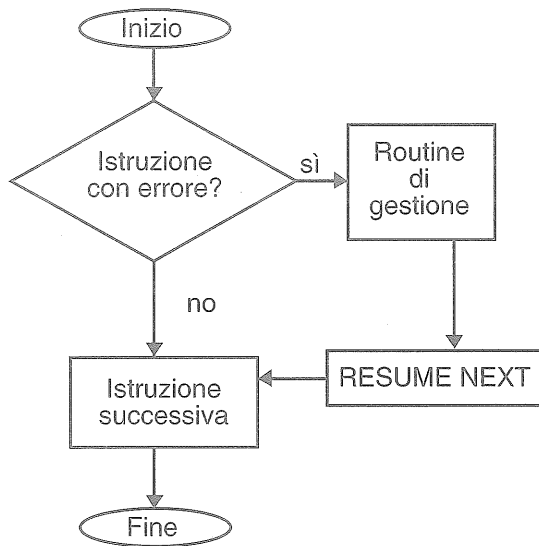 Inizio
Istruzione
con errore?
sì
Routine
di
gestione
no
Istruzione
successiva
RESUME NEXT
Fine